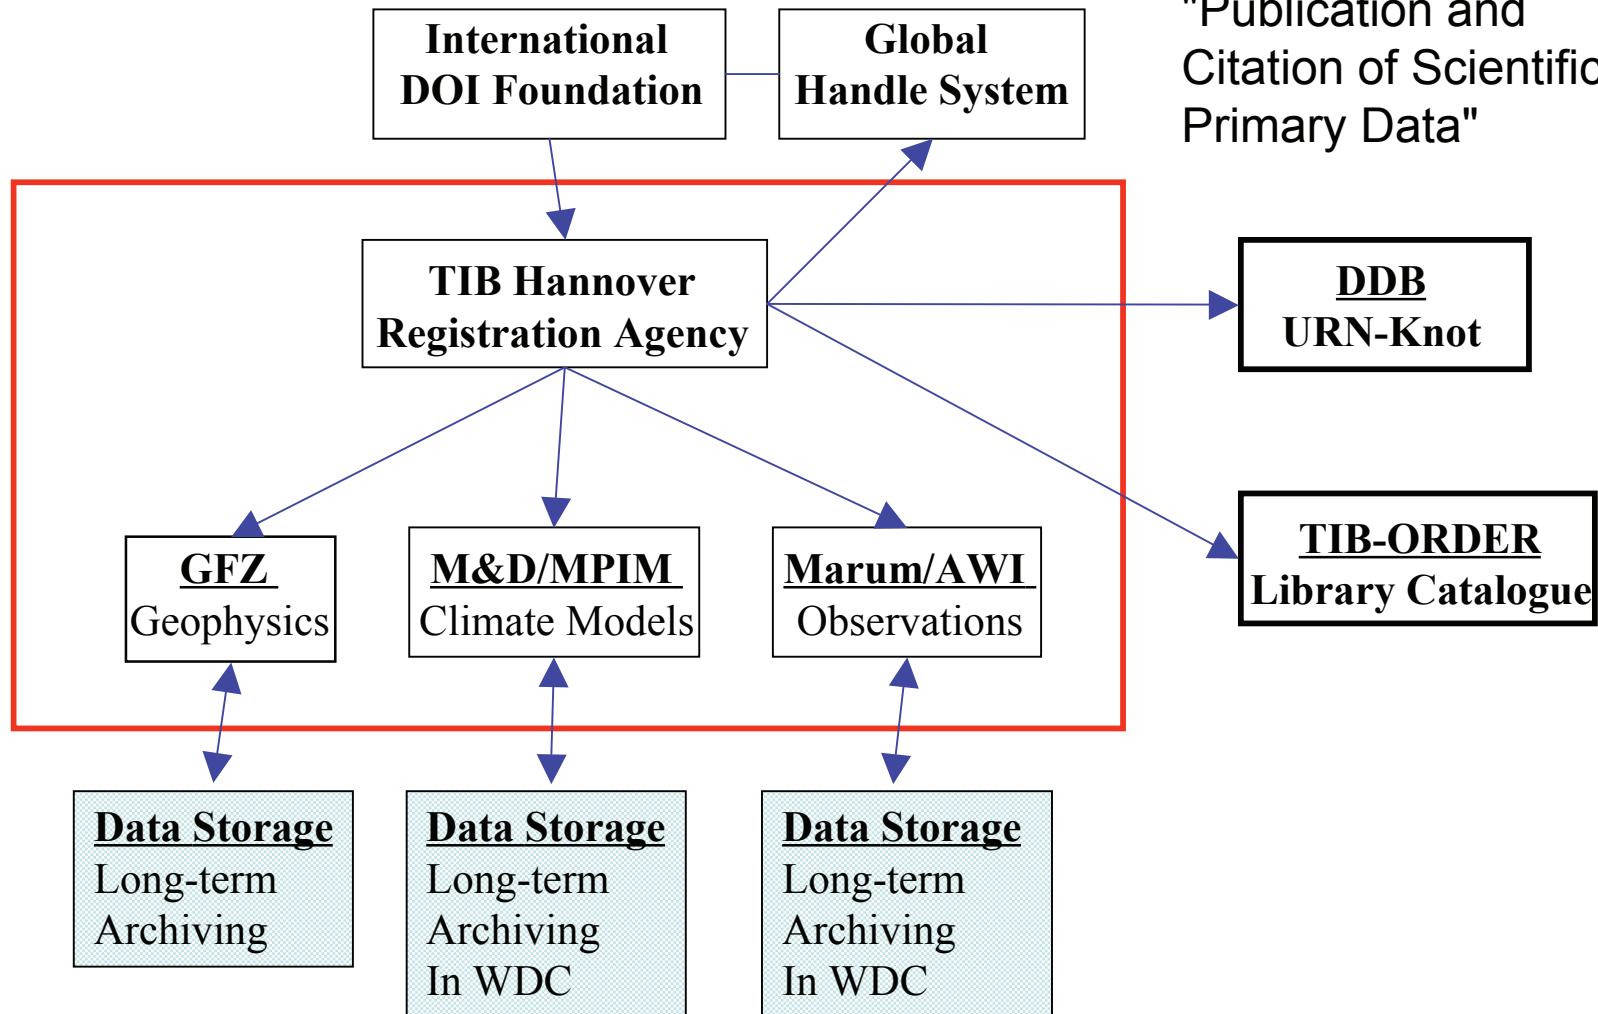 "Publication and
Citation of Scientific
Primary Data"
International
DOI Foundation
Global
Handle System
TIB Hannover
Registration Agency
DDB
URN-Knot
TIB-ORDER
Library Catalogue
GFZ
Geophysics
M&D/MPIM
Climate Models
Marum/AWI
Observations
Data Storage
Long-term
Archiving
Data Storage
Long-term
Archiving
In WDC
Data Storage
Long-term
Archiving
In WDC